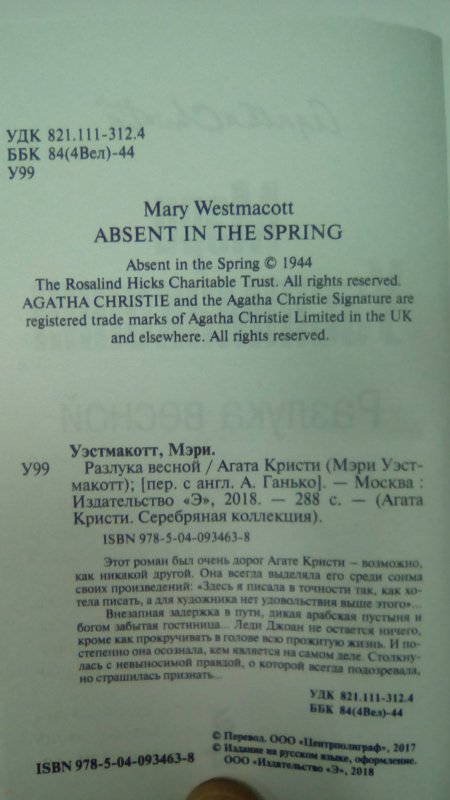 УДК 821.111-312.4
ББК 84(4Вел)-44
У99
Mary Westmacott
ABSENT IN THE SPRING
Absent in the Spring © 1944
The Rosalind Hicks Charitable Trust. All rights reserved.
AGATHA CHRISTIE and the Agatha Christie Signature are
registered trade marks of Agatha Christie Limited in the UK
and elsewhere. All rights reserved.
Уэстмакотт, Мэри.
У99 Разлука весной / Агата Кристи (Мэри Уэст-
макотт); [пер. с англ. А. Ганько]. — Москва :
Издательство «Э», 2018. — 288 с. — (Агата
Кристи. Серебряная коллекция).
ISBN 978-5-04-093463-8
Этот роман был очень дорог Агате Кристи — возможно,
как никакой другой. Она всегда выделяла его среди сонма
своих произведений: «Здесь я писала в точности так, как хо-
тела писать, а для художника нет удовольствия выше этого»...
Внезапная задержка в пути, дикая арабская пустыня и
богом забытая гостиница... Леди Джоан не остается ничего,
кроме как прокручивать в голове всю прожитую жизнь. И по-
степенно она осознала, кем является на самом деле. Столкну-
лась с невыносимой правдой, о которой всегда подозревала,
но страшилась признать...
УДК 821.111-312.4
ББК 84(4Вел)-44
© Перевод. ООО «Центрполиграф», 2017
© Издание на русском языке, оформление.
ООО «Издательство «Э», 2018
ISBN 978-5-04-093463-8